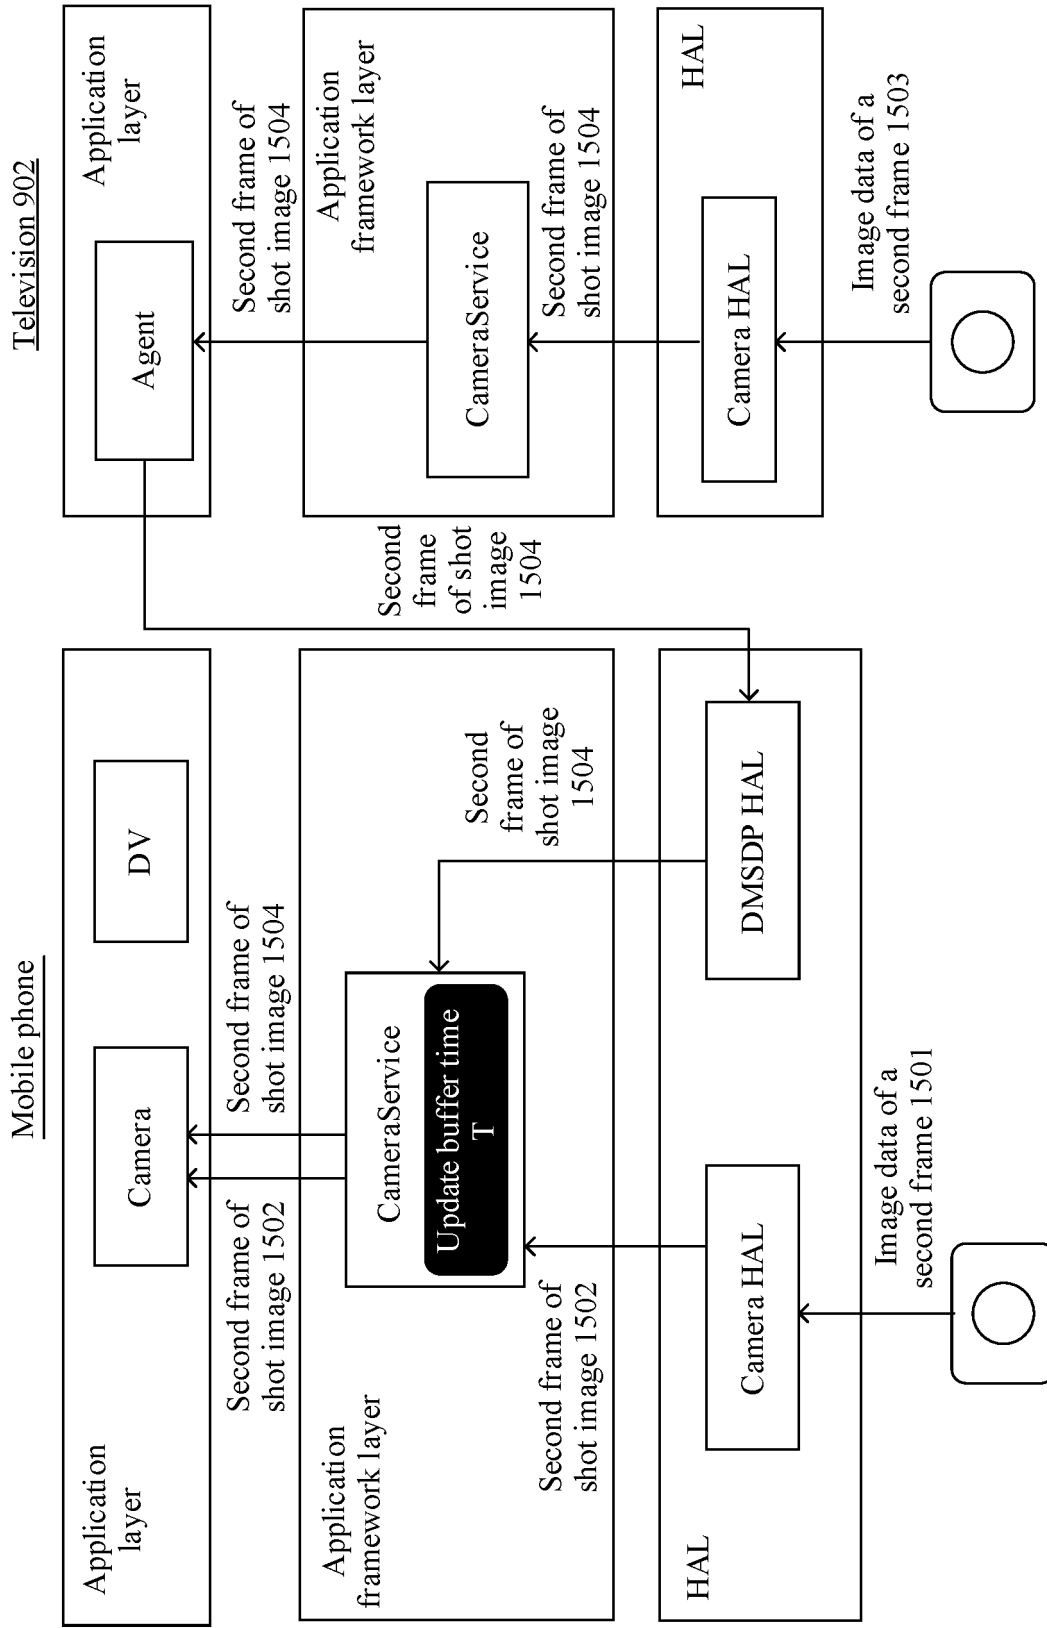 Mobile phone
Application
layer
Camera
DV
Second frame of
shot image 1502
Second frame of
shot image 1504
Application
framework layer
CameraService
Update buffer time
T
Second
frame of
shot image
1504
Second frame of
shot image 1502
HAL
Camera HAL
DMSDP HAL
Image data of a
second frame 1501
Second
frame
of shot
image
1504
Television 902
Agent
Application
layer
Second frame of
shot image 1504
Application
framework layer
CameraService
Second frame of
shot image 1504
HAL
Camera HAL
Image data of a
second frame 1503